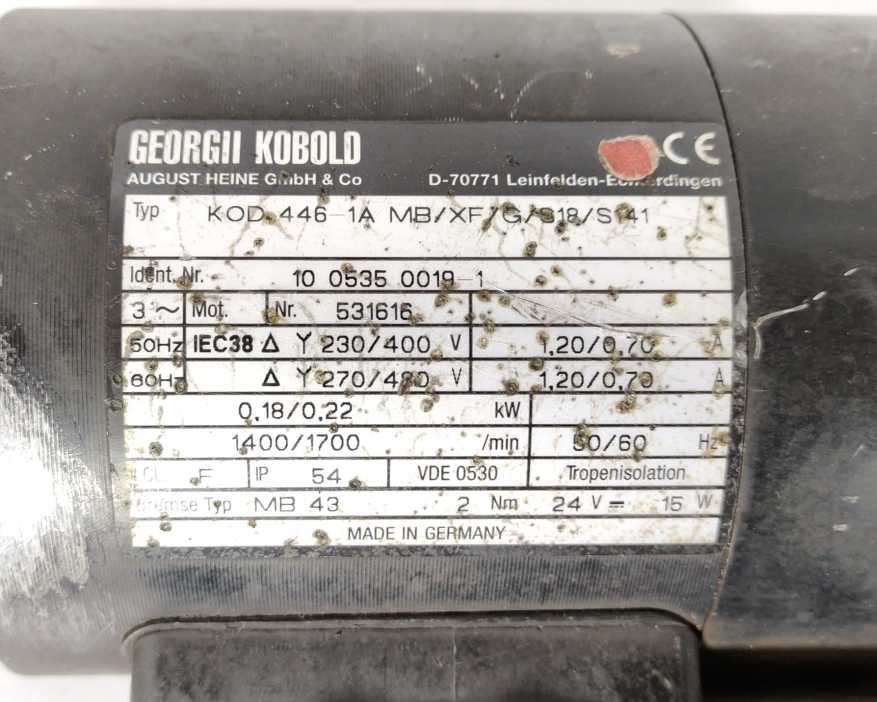 GEORGII KOBOLD CE
AUGUST HEINE GmbH & Co D-70771 Leinfelden-Echterdingen
Typ KOD 446-1A MB/XF/G/S18/S141
Ident. Nr. 10 0535 0019-1
3 ~ Mot. Nr. 531616
50Hz IEC38 Δ Y 230/400 V 1,20/0,70 A
60Hz Δ Y 270/480 V 1,20/0,70 A
0,18/0,22 kW
1400/1700 /min 50/60 Hz
F IP 54 VDE 0530 Tropenisolation
Bremse Typ MB 43 2 Nm 24 V = 15 W
MADE IN GERMANY